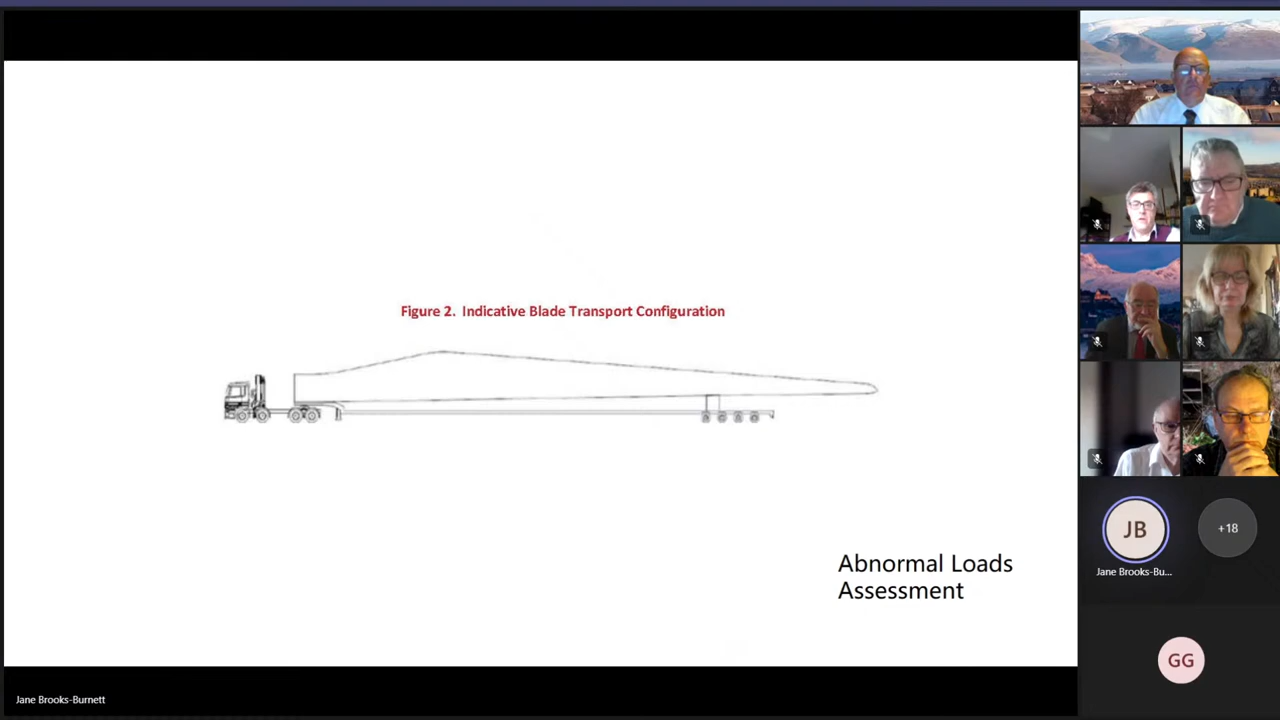 Figure 2. Indicative Blade Transport Configuration
Abnormal Loads
Assessment
JB
+18
Jane Brooks-Bu...
GG
Jane Brooks-Burnett